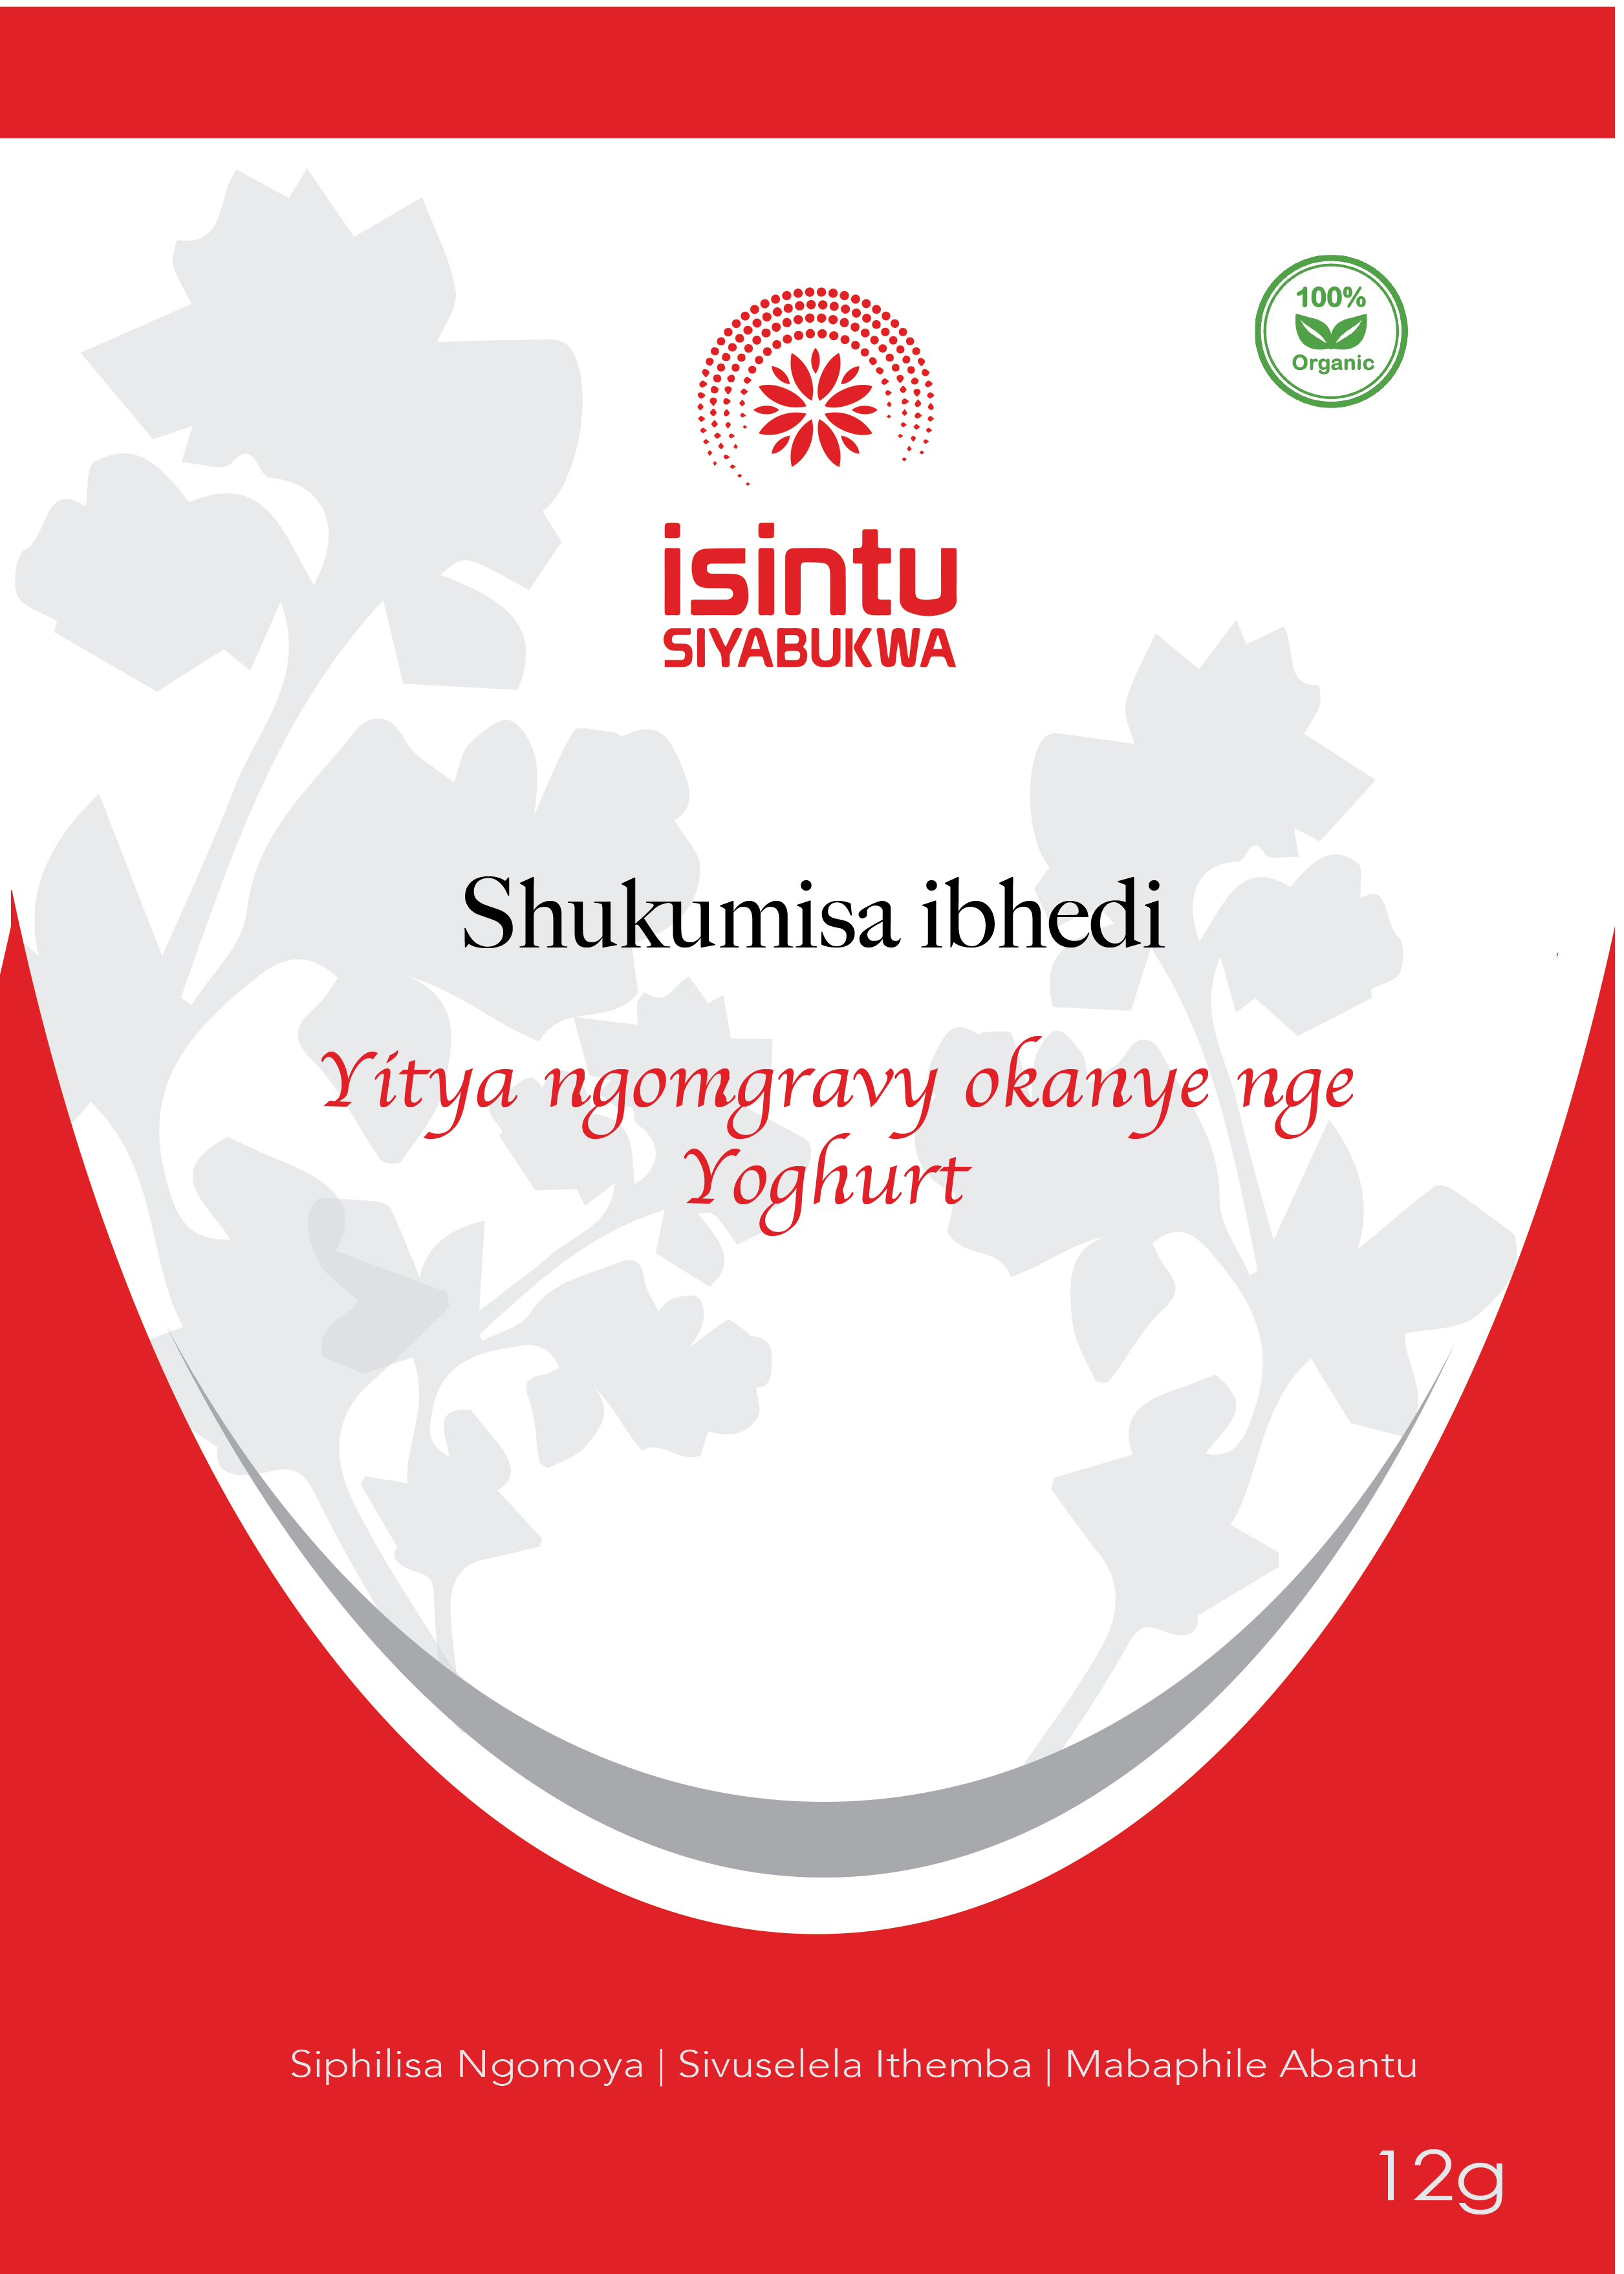 100%
Organic
isintu
SIYABUKWA
Shukumisa ibhedi
Yitya ngomgravy okanye nge
Yoghurt
Siphilisa Ngomoya | Sivuselela Ithemba | Mabaphile Abantu
12g